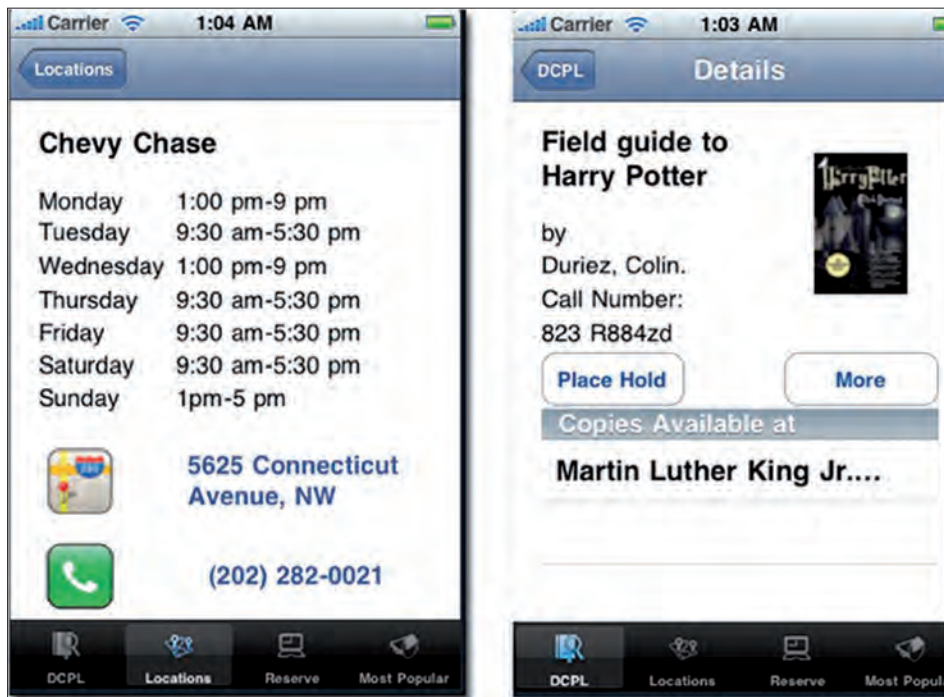 Carrier 1:04 AM
Locations
Chevy Chase
Monday 1:00 pm-9 pm
Tuesday 9:30 am-5:30 pm
Wednesday 1:00 pm-9 pm
Thursday 9:30 am-5:30 pm
Friday 9:30 am-5:30 pm
Saturday 9:30 am-5:30 pm
Sunday 1pm-5 pm
5625 Connecticut
Avenue, NW
(202) 282-0021
DCPL Locations Reserve Most Popular
Carrier 1:03 AM
DCPL Details
Field guide to
Harry Potter
by
Duriez, Colin.
Call Number:
823 R884zd
Place Hold More
Copies Available at
Martin Luther King Jr....
DCPL Locations Reserve Most Popula